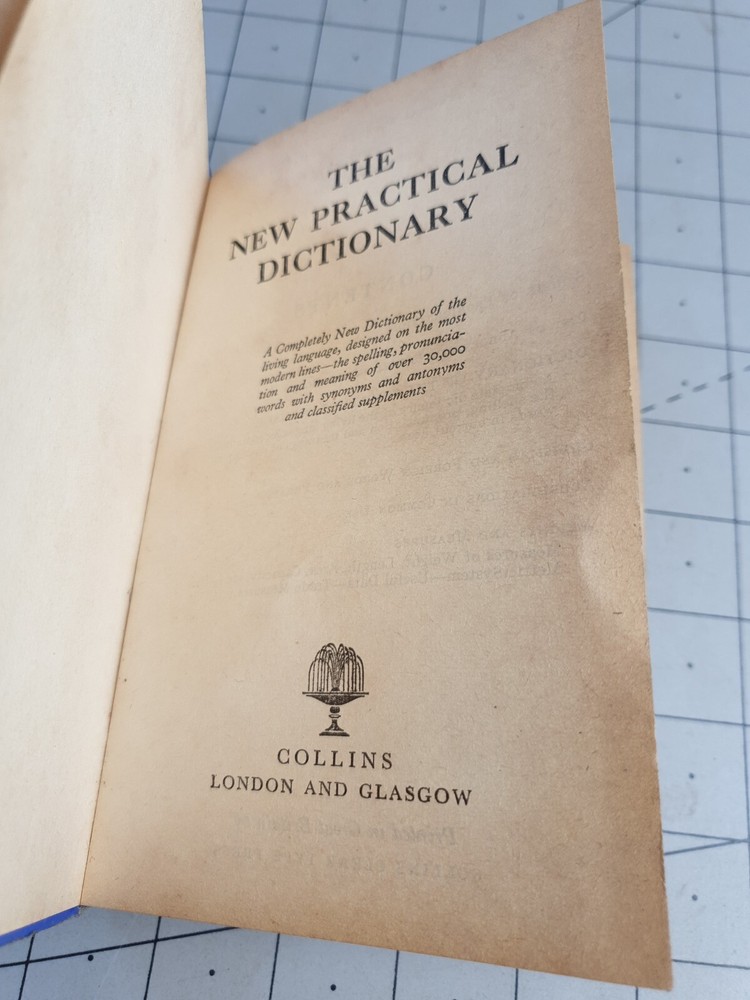 THE
NEW PRACTICAL
DICTIONARY
A Completely New Dictionary of the
living language, designed on the most
modern lines—the spelling, pronuncia-
tion and meaning of over 30,000
words with synonyms and antonyms
and classified supplements
COLLINS
LONDON AND GLASGOW